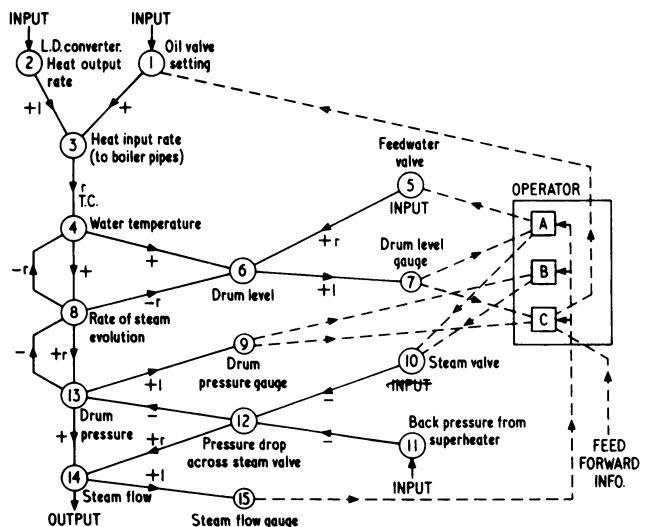 INPUT
INPUT
2
L.D. converter.
Heat output
rate
1
Oil valve
setting
+1
+
3
Heat input rate
(to boiler pipes)
r
T.C.
Feedwater
valve
5
INPUT
OPERATOR
4
Water temperature
A
+r
-r
+
+
6
Drum level
Drum level
gauge
+1
7
B
-r
8
Rate of steam
evolution
C
9
Drum
pressure gauge
-
+r
+1
10
Steam valve
INPUT
13
Drum
pressure
-
-
12
Pressure drop
across steam valve
Back pressure from
superheater
-
11
INPUT
FEED
FORWARD
INFO.
+
+r
14
Steam flow
+1
15
Steam flow gauge
OUTPUT